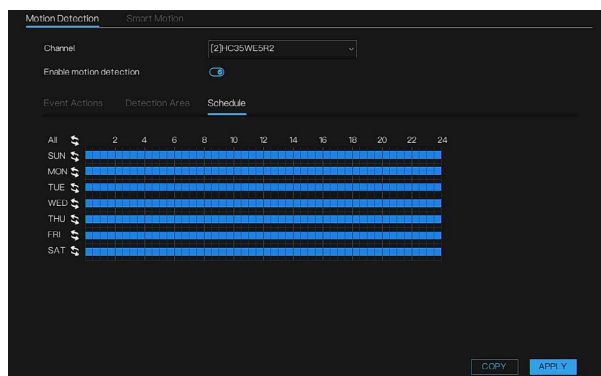 Motion Detection Smart Motion
Channel [2]HC35WE5R2
Enable motion detection
Event Actions Detection Area Schedule
All 2 4 6 8 10 12 14 16 18 20 22 24
SUN
MON
TUE
WED
THU
FRI
SAT
COPY APPLY